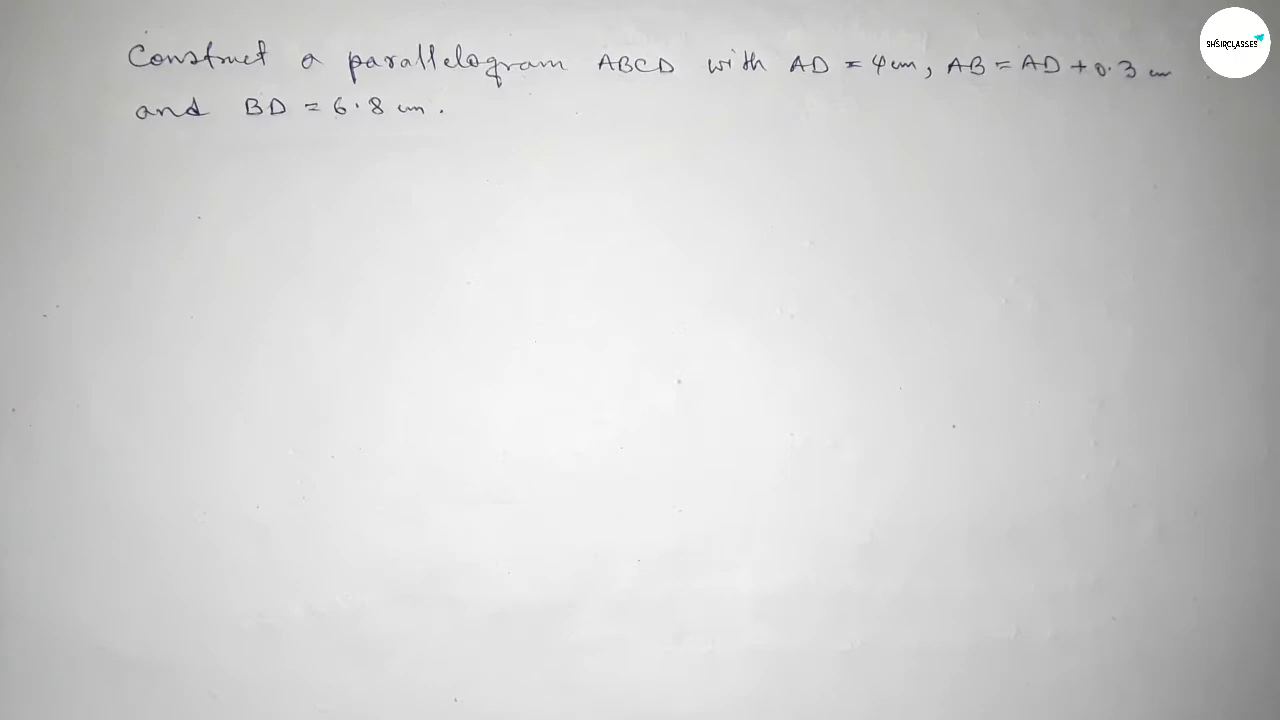 Construct a parallelogram ABCD with AD = 4 cm, AB = AD + 0.3 cm
and BD = 6.8 cm.
SHSIRCLASSES